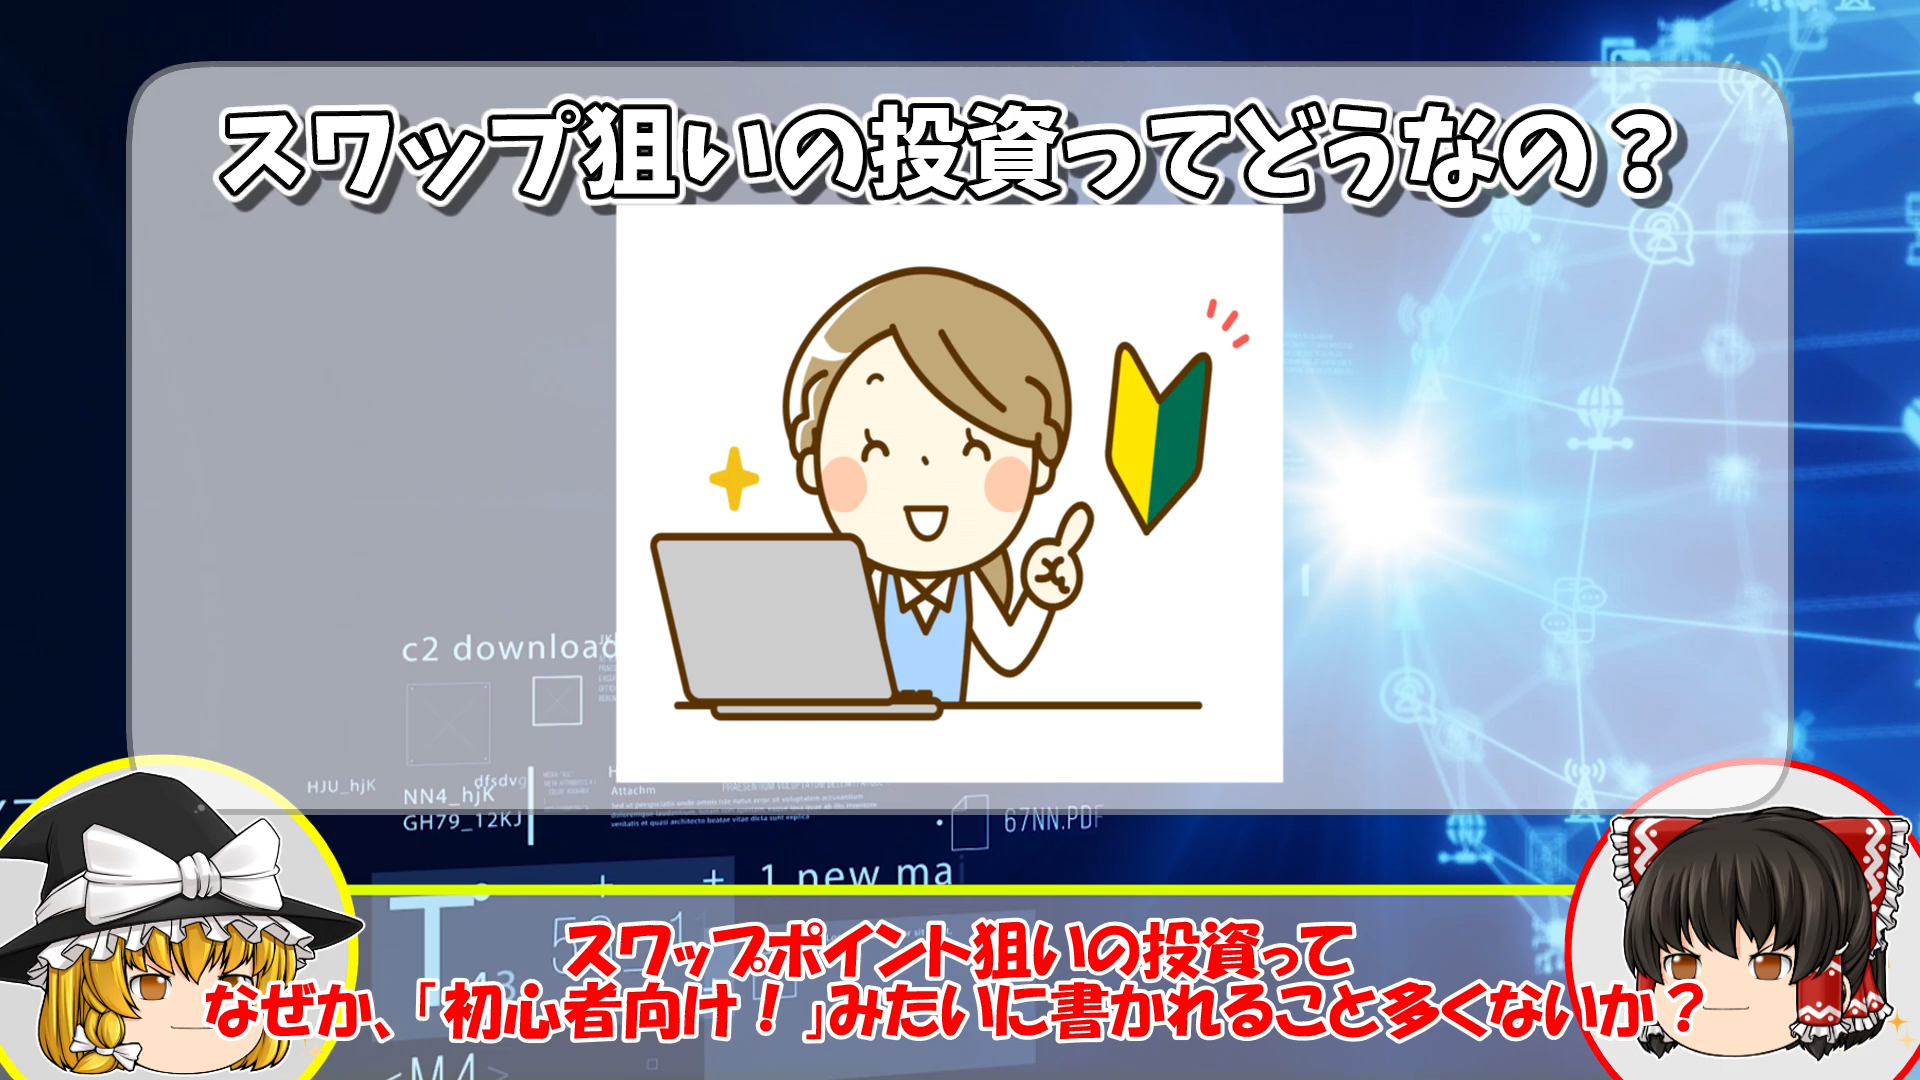 スワップ狙いの投資ってどうなの？
c2 download
HJU_hjK
dfsdvg
NN4_hjK
GH79_12KJ
Attachm
67NN.PDF
1 new ma
T
スワップポイント狙いの投資って
なぜか、「初心者向け！」みたいに書かれること多くないか？
<M4>